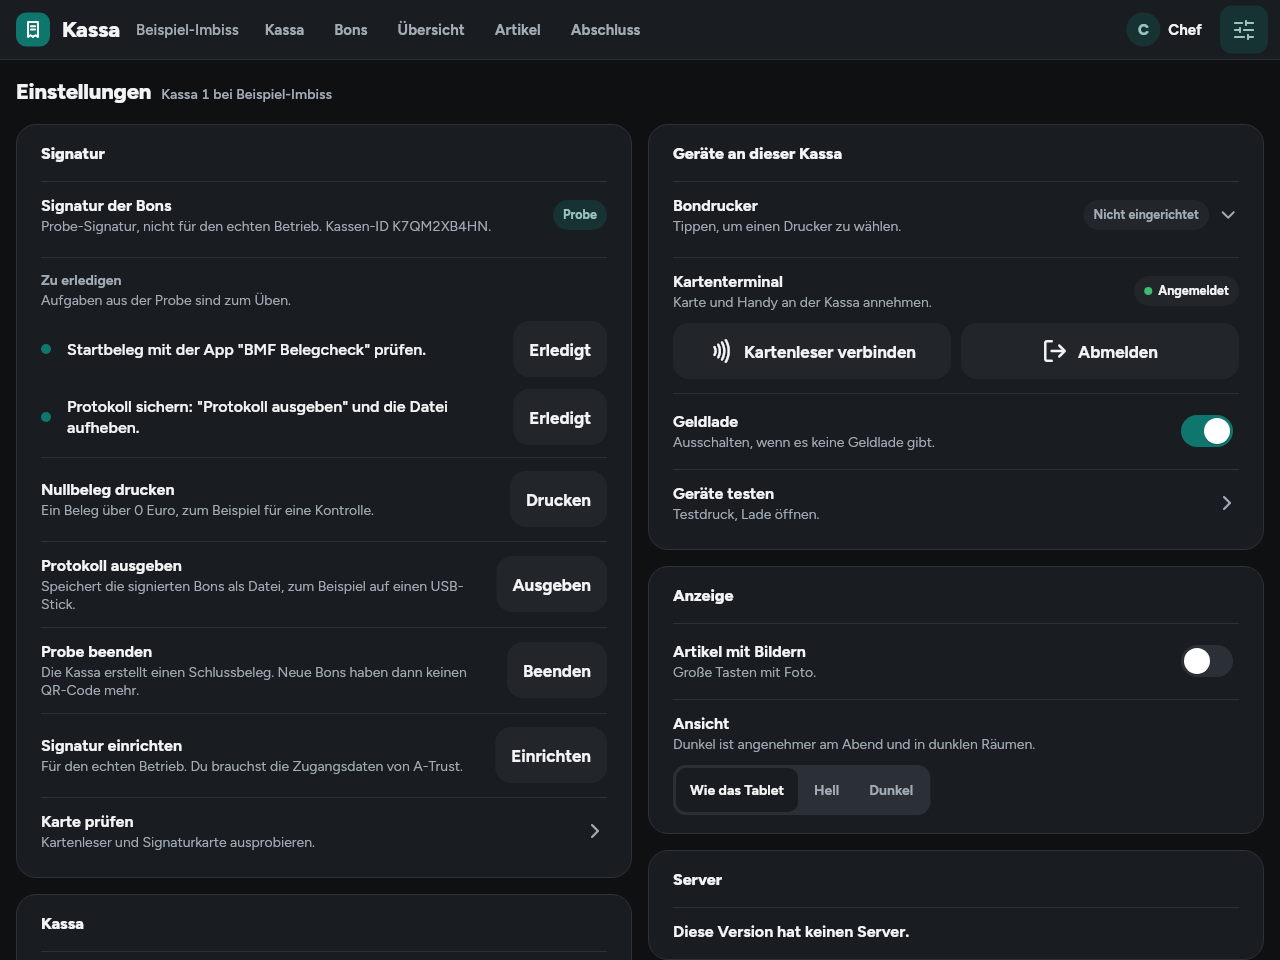 Kassa
Beispiel-Imbiss
Kassa
Bons
Übersicht
Artikel
Abschluss
C
Chef
Einstellungen
Kassa 1 bei Beispiel-Imbiss
Signatur
Signatur der Bons
Probe-Signatur, nicht für den echten Betrieb. Kassen-ID K7QM2XB4HN.
Probe
Zu erledigen
Aufgaben aus der Probe sind zum Üben.
Startbeleg mit der App "BMF Belegcheck" prüfen.
Erledigt
Protokoll sichern: "Protokoll ausgeben" und die Datei
aufheben.
Erledigt
Nullbeleg drucken
Ein Beleg über 0 Euro, zum Beispiel für eine Kontrolle.
Drucken
Protokoll ausgeben
Speichert die signierten Bons als Datei, zum Beispiel auf einen USB-
Stick.
Ausgeben
Probe beenden
Die Kassa erstellt einen Schlussbeleg. Neue Bons haben dann keinen
QR-Code mehr.
Beenden
Signatur einrichten
Für den echten Betrieb. Du brauchst die Zugangsdaten von A-Trust.
Einrichten
Karte prüfen
Kartenleser und Signaturkarte ausprobieren.
Kassa
Geräte an dieser Kassa
Bondrucker
Tippen, um einen Drucker zu wählen.
Nicht eingerichtet
Kartenterminal
Karte und Handy an der Kassa annehmen.
Angemeldet
Kartenleser verbinden
Abmelden
Geldlade
Ausschalten, wenn es keine Geldlade gibt.
Geräte testen
Testdruck, Lade öffnen.
Anzeige
Artikel mit Bildern
Große Tasten mit Foto.
Ansicht
Dunkel ist angenehmer am Abend und in dunklen Räumen.
Wie das Tablet
Hell
Dunkel
Server
Diese Version hat keinen Server.